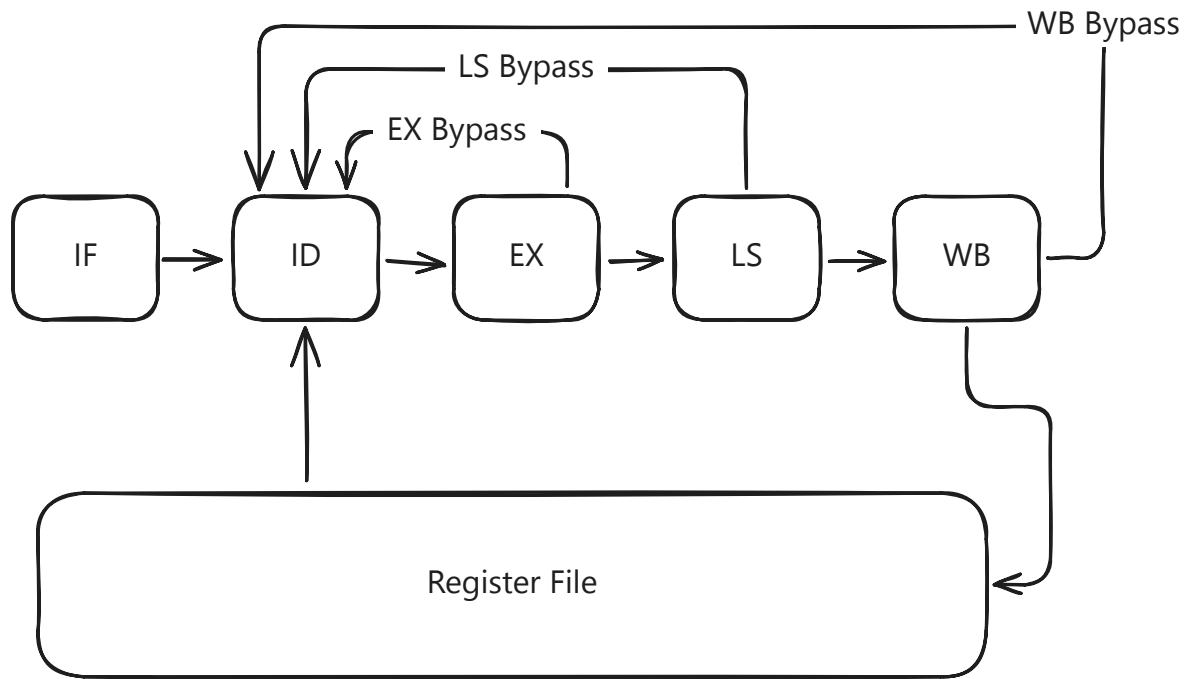 WB Bypass
LS Bypass
EX Bypass
IF
ID
EX
LS
WB
Register File